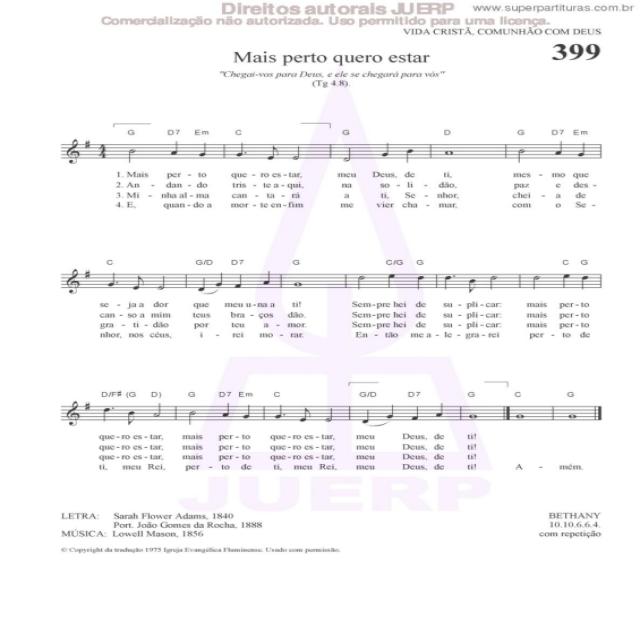 Direitos autorais JUERP
www.superpartituras.com.br
Comercialização não autorizada. Uso permitido para uma licença.
VIDA CRISTÃ, COMUNHÃO COM DEUS
Mais perto quero estar 399
"Chegai-vos para Deus, e ele se chegará para vós"
(Tg 4.8).
G D7 Em C G D G D7 Em
1. Mais per - to que - ro es - tar, meu Deus, de ti, mes - mo que
2. An - dan - do tris - te a - qui, na so - li - dão, paz e des -
3. Mi - nha al - ma can - ta - rá a ti, Se - nhor, chei - a de
4. E, quan - do a mor - te en - fim me vier cha - mar, com o Se -
C G/D D7 G C/G G C G
se - ja a dor que meu u - na a ti! Sem - pre hei de su - pli - car: mais per - to
can - so a mim teus bra - ços dão. Sem - pre hei de su - pli - car: mais per - to
gra - ti - dão por teu a - mor. Sem - pre hei de su - pli - car: mais per - to
nhor, nos céus, i - rei mo - rar. En - tão me a - le - gra - rei per - to de
D/F# (G D) G D7 Em C G/D D7 G C G
que - ro es - tar, mais per - to que - ro es - tar, meu Deus, de ti!
que - ro es - tar, mais per - to que - ro es - tar, meu Deus, de ti!
que - ro es - tar, mais per - to que - ro es - tar, meu Deus, de ti!
ti, meu Rei, per - to de ti, meu Rei, meu Deus, de ti! A - mém.
JUERP
LETRA: Sarah Flower Adams, 1840 BETHANY
Port. João Gomes da Rocha, 1888 10.10.6.6.4.
MÚSICA: Lowell Mason, 1856 com repetição
© Copyright da tradução 1975 Igreja Evangélica Fluminense. Usado com permissão.